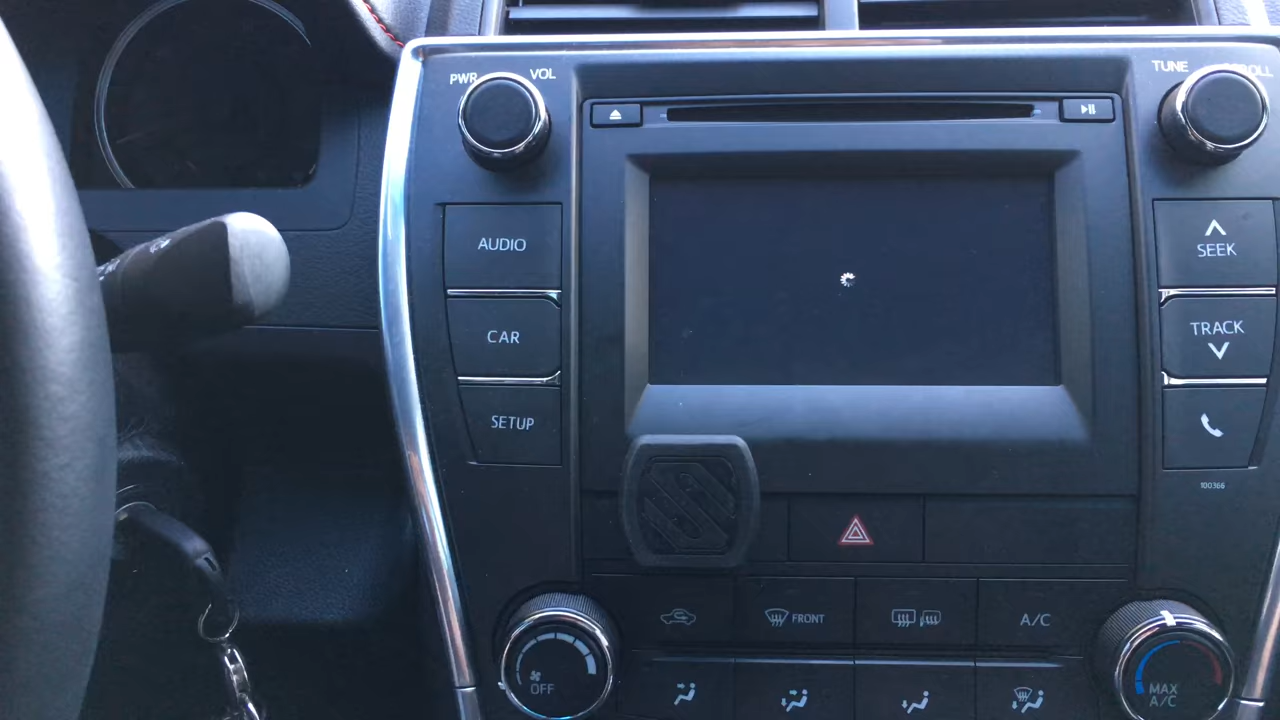 PWR
VOL
TUNE
AUDIO
SEEK
CAR
TRACK
SETUP
100366
FRONT
A/C
OFF
MAX
A/C